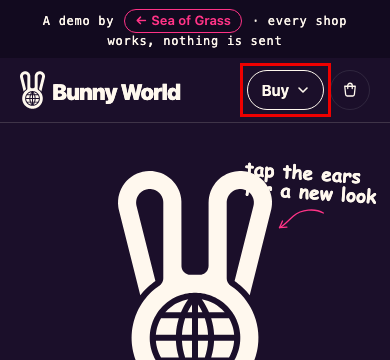 A demo by ← Sea of Grass · every shop
works, nothing is sent
Bunny World
Buy
tap the ears
for a new look